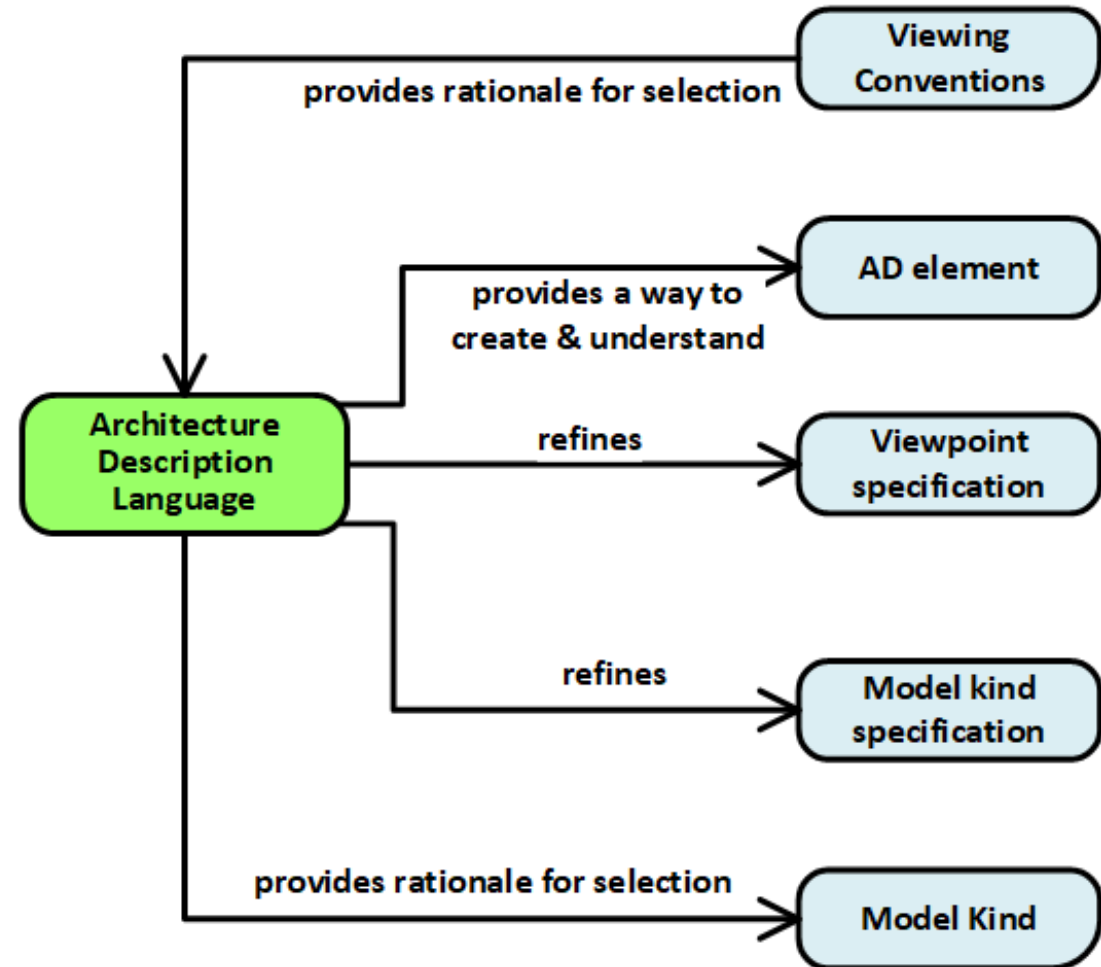 Viewing
Conventions
provides rationale for selection
AD element
provides a way to
create & understand
Architecture
Description
Language
refines
Viewpoint
specification
refines
Model kind
specification
provides rationale for selection
Model Kind